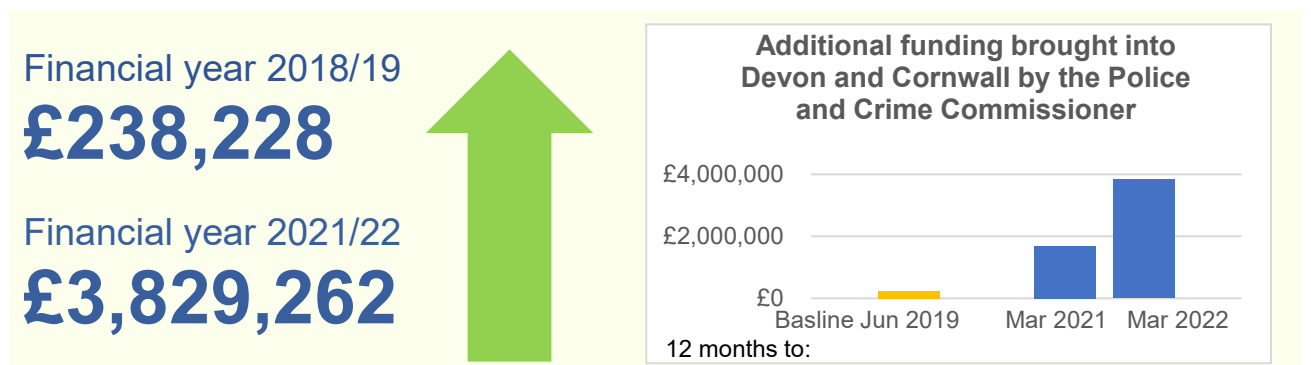 Financial year 2018/19
£238,228
Financial year 2021/22
£3,829,262
Additional funding brought into
Devon and Cornwall by the Police
and Crime Commissioner
£4,000,000
£2,000,000
£0
Basline Jun 2019
Mar 2021
Mar 2022
12 months to: